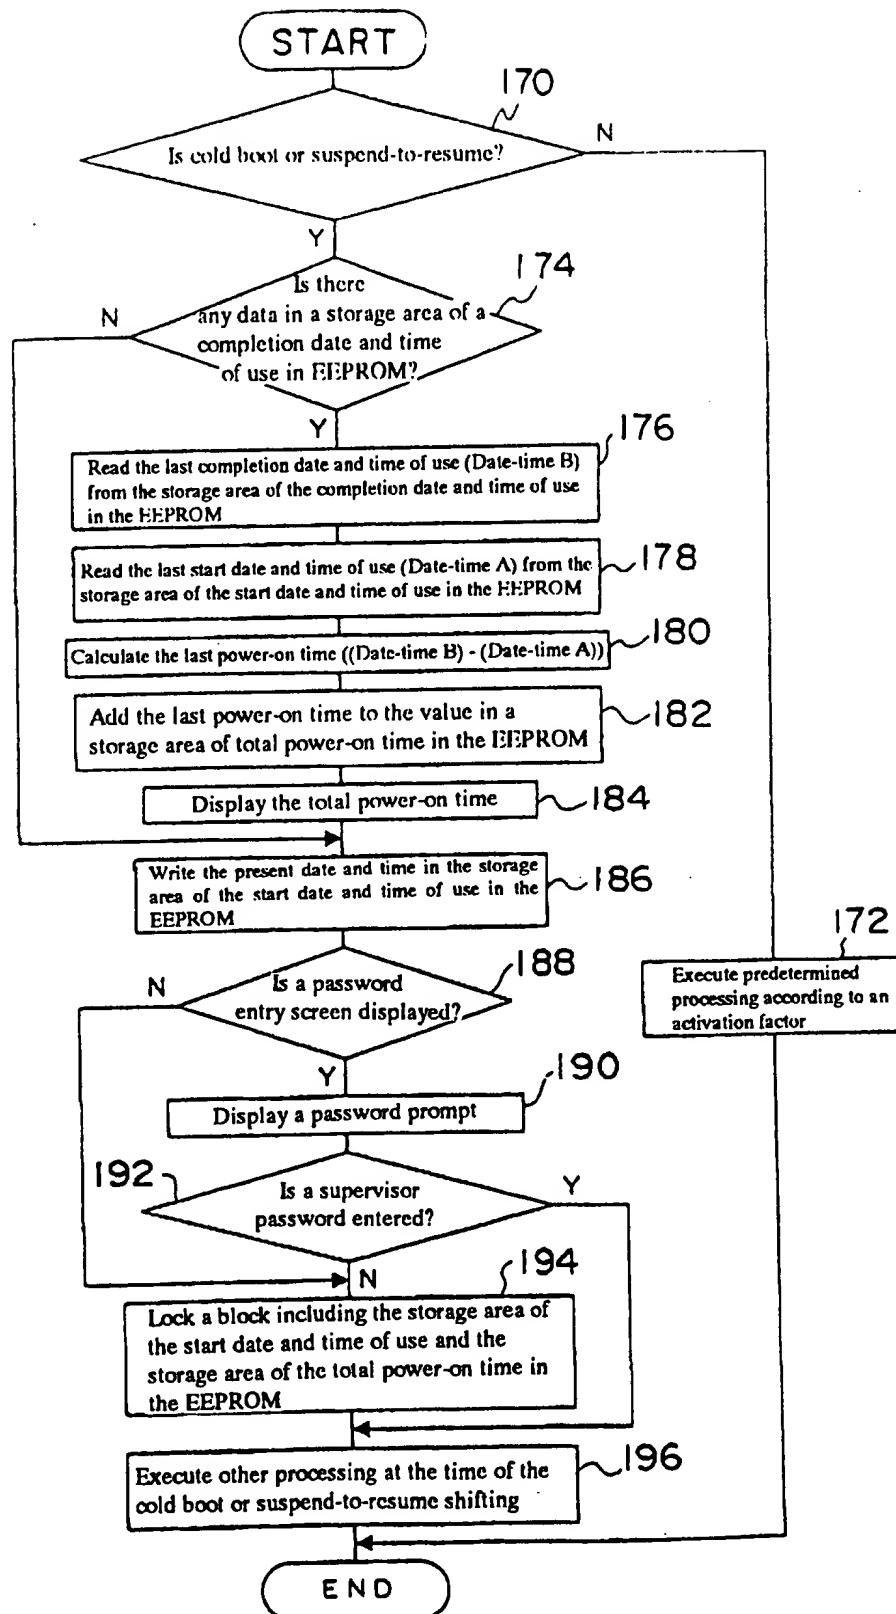 START
170
Is cold boot or suspend-to-resume?
N
Y
174
Is there
any data in a storage area of a
completion date and time
of use in EEPROM?
N
Y
176
Read the last completion date and time of use (Date-time B)
from the storage area of the completion date and time of use
in the EEPROM
Read the last start date and time of use (Date-time A) from the
storage area of the start date and time of use in the EEPROM
178
Calculate the last power-on time ((Date-time B) - (Date-time A))
180
Add the last power-on time to the value in a
storage area of total power-on time in the EEPROM
182
Display the total power-on time
184
Write the present date and time in the storage
area of the start date and time of use in the
EEPROM
186
172
Execute predetermined
processing according to an
activation factor
188
N
Is a password
entry screen displayed?
Y
190
Display a password prompt
192
Is a supervisor
password entered?
Y
N
194
Lock a block including the storage area of
the start date and time of use and the
storage area of the total power-on time in
the EEPROM
Execute other processing at the time of the
cold boot or suspend-to-resume shifting
196
END